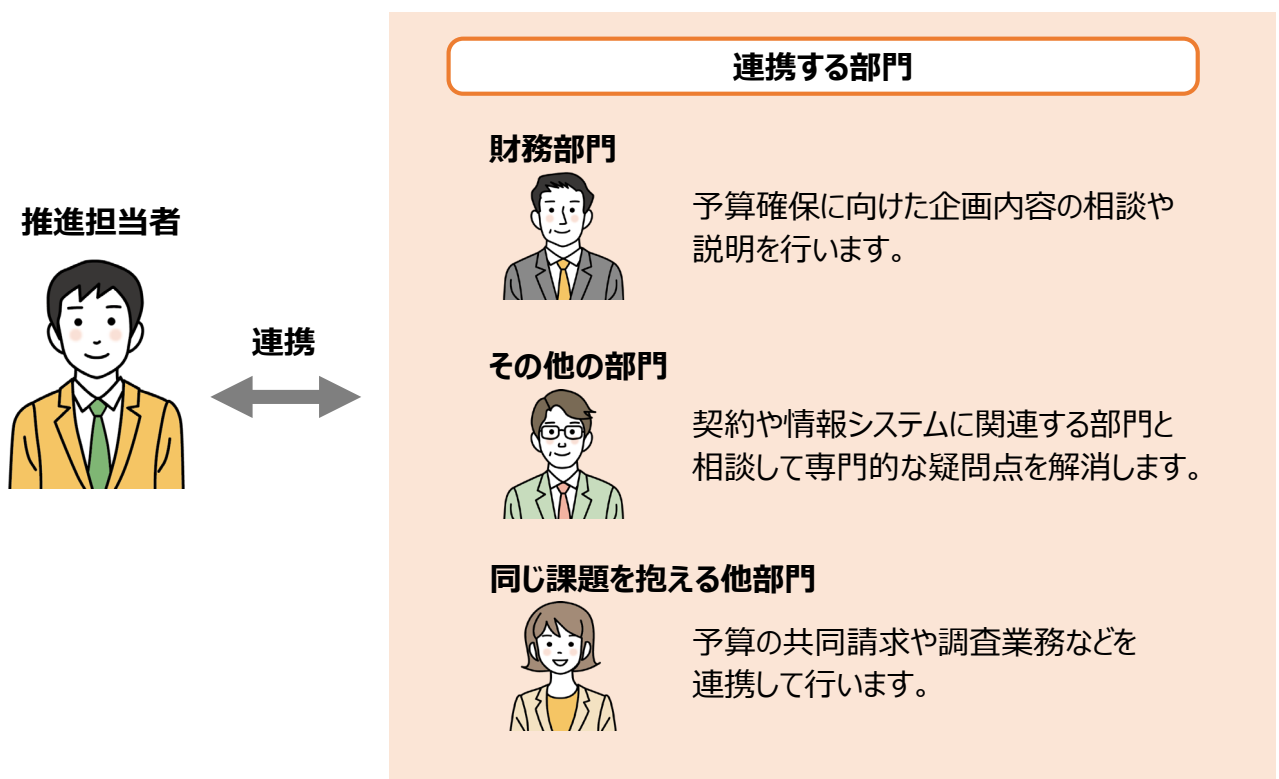 連携する部門
推進担当者
連携
財務部門
予算確保に向けた企画内容の相談や
説明を行います。
その他の部門
契約や情報システムに関連する部門と
相談して専門的な疑問点を解消します。
同じ課題を抱える他部門
予算の共同請求や調査業務などを
連携して行います。